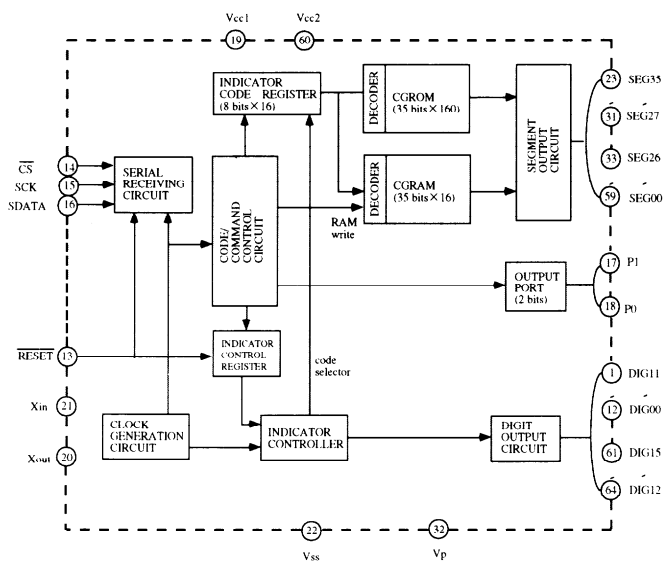 Vcc1
Vcc2
19
60
INDICATOR
CODE REGISTER
(8 bits×16)
DECODER
CGROM
(35 bits×160)
SEGMENT
OUTPUT
CIRCUIT
23
SEG35
31
SEG27
33
SEG26
59
SEG00
CS
14
SCK
15
SDATA
16
SERIAL
RECEIVING
CIRCUIT
CODE/
COMMAND
CONTROL
CIRCUIT
DECODER
CGRAM
(35 bits×16)
RAM
write
OUTPUT
PORT
(2 bits)
17
P1
18
P0
RESET
13
INDICATOR
CONTROL
REGISTER
code
selector
Xin
21
Xout
20
CLOCK
GENERATION
CIRCUIT
INDICATOR
CONTROLLER
DIGIT
OUTPUT
CIRCUIT
1
DIG11
12
DIG00
61
DIG15
64
DIG12
22
Vss
32
Vp